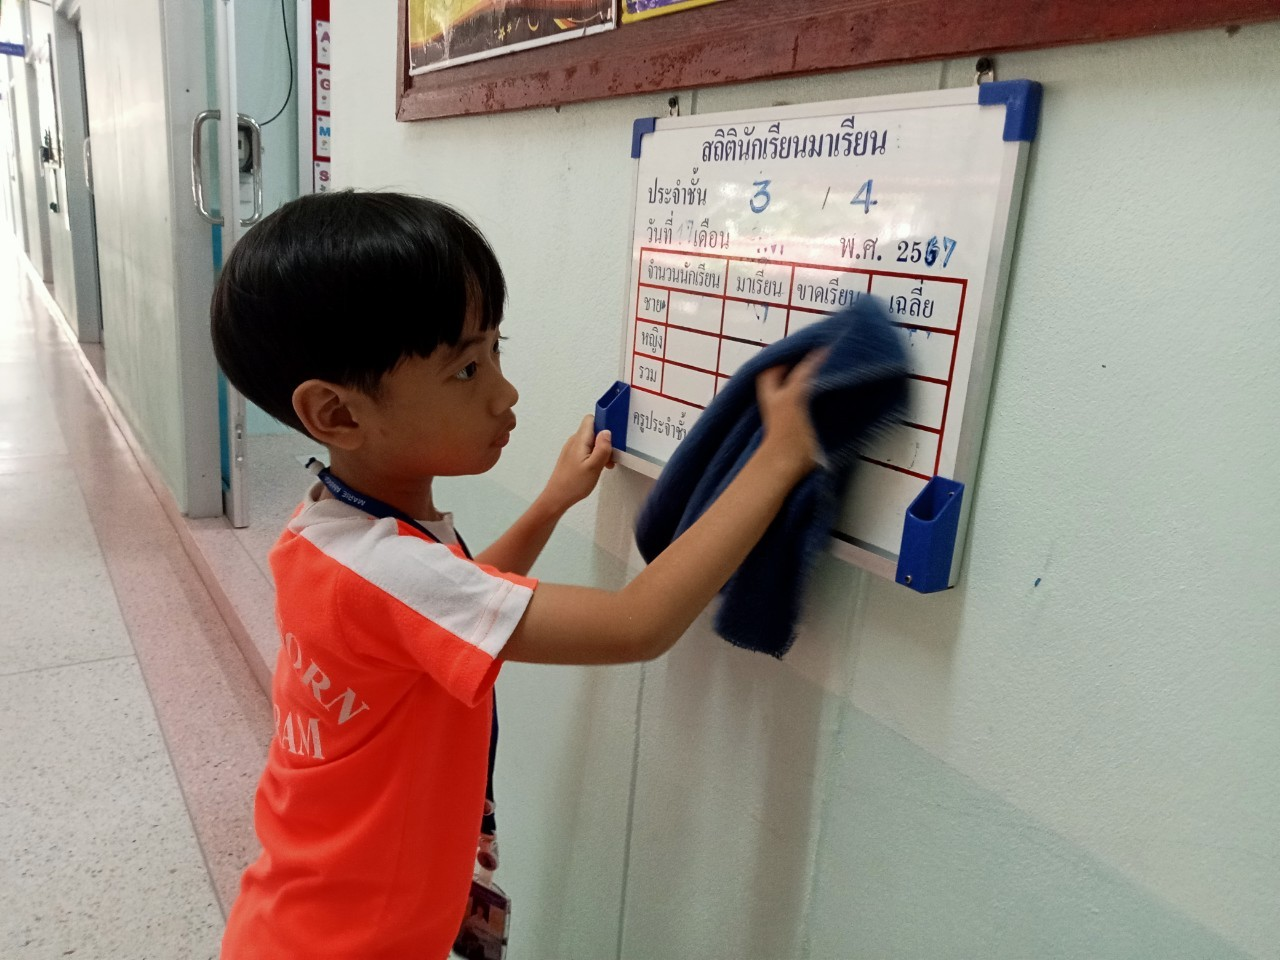 สถิตินักเรียนมาเรียน
ประจำชั้น 3 / 4
วันที่ 17 เดือน พ.ศ. 2567
จำนวนนักเรียน มาเรียน ขาดเรียน เฉลี่ย
ชาย
หญิง
รวม
ครูประจำชั้
ORN
RAM
A
G
M
S